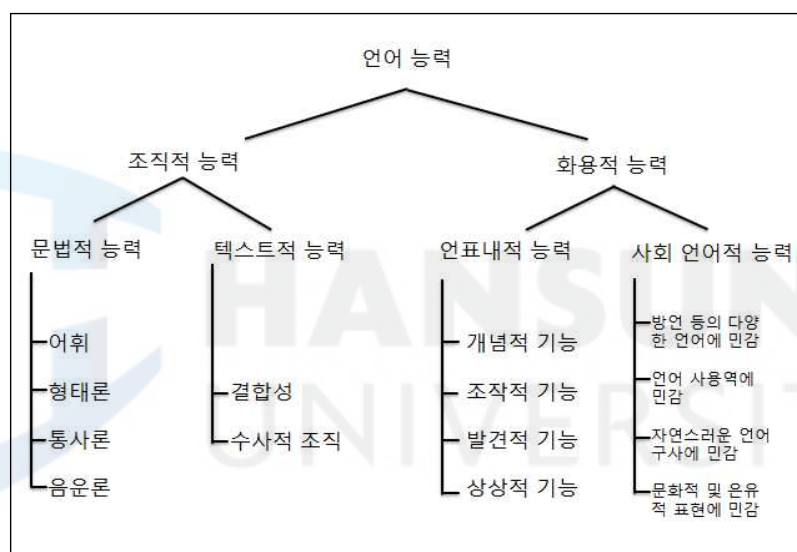 언어 능력
조직적 능력
화용적 능력
문법적 능력
텍스트적 능력
언표내적 능력
사회 언어적 능력
어휘
형태론
통사론
음운론
결합성
수사적 조직
개념적 기능
조작적 기능
발견적 기능
상상적 기능
방언 등의 다양
한 언어에 민감
언어 사용역에
민감
자연스러운 언어
구사에 민감
문화적 및 은유
적 표현에 민감
HANSUN
UNIVERSIT